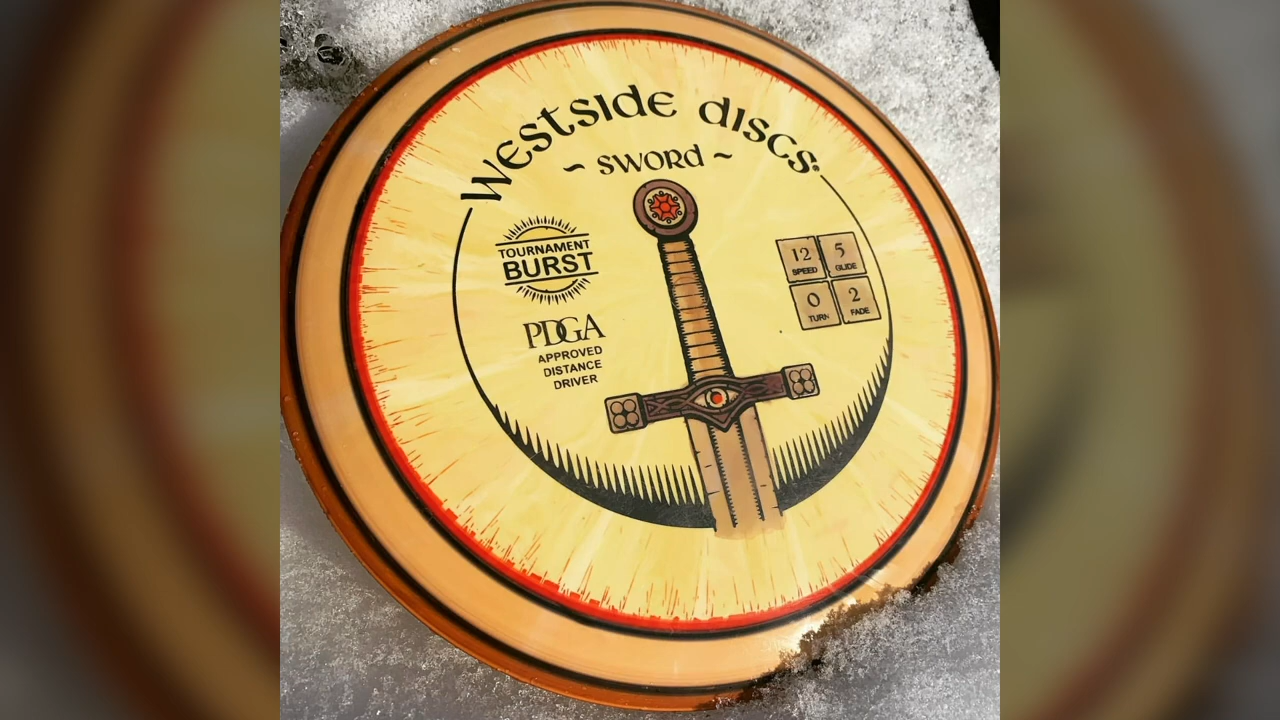 Westside discs
~ sword ~
TOURNAMENT
BURST
PDGA
APPROVED
DISTANCE
DRIVER
12 5
SPEED GLIDE
0 2
TURN FADE